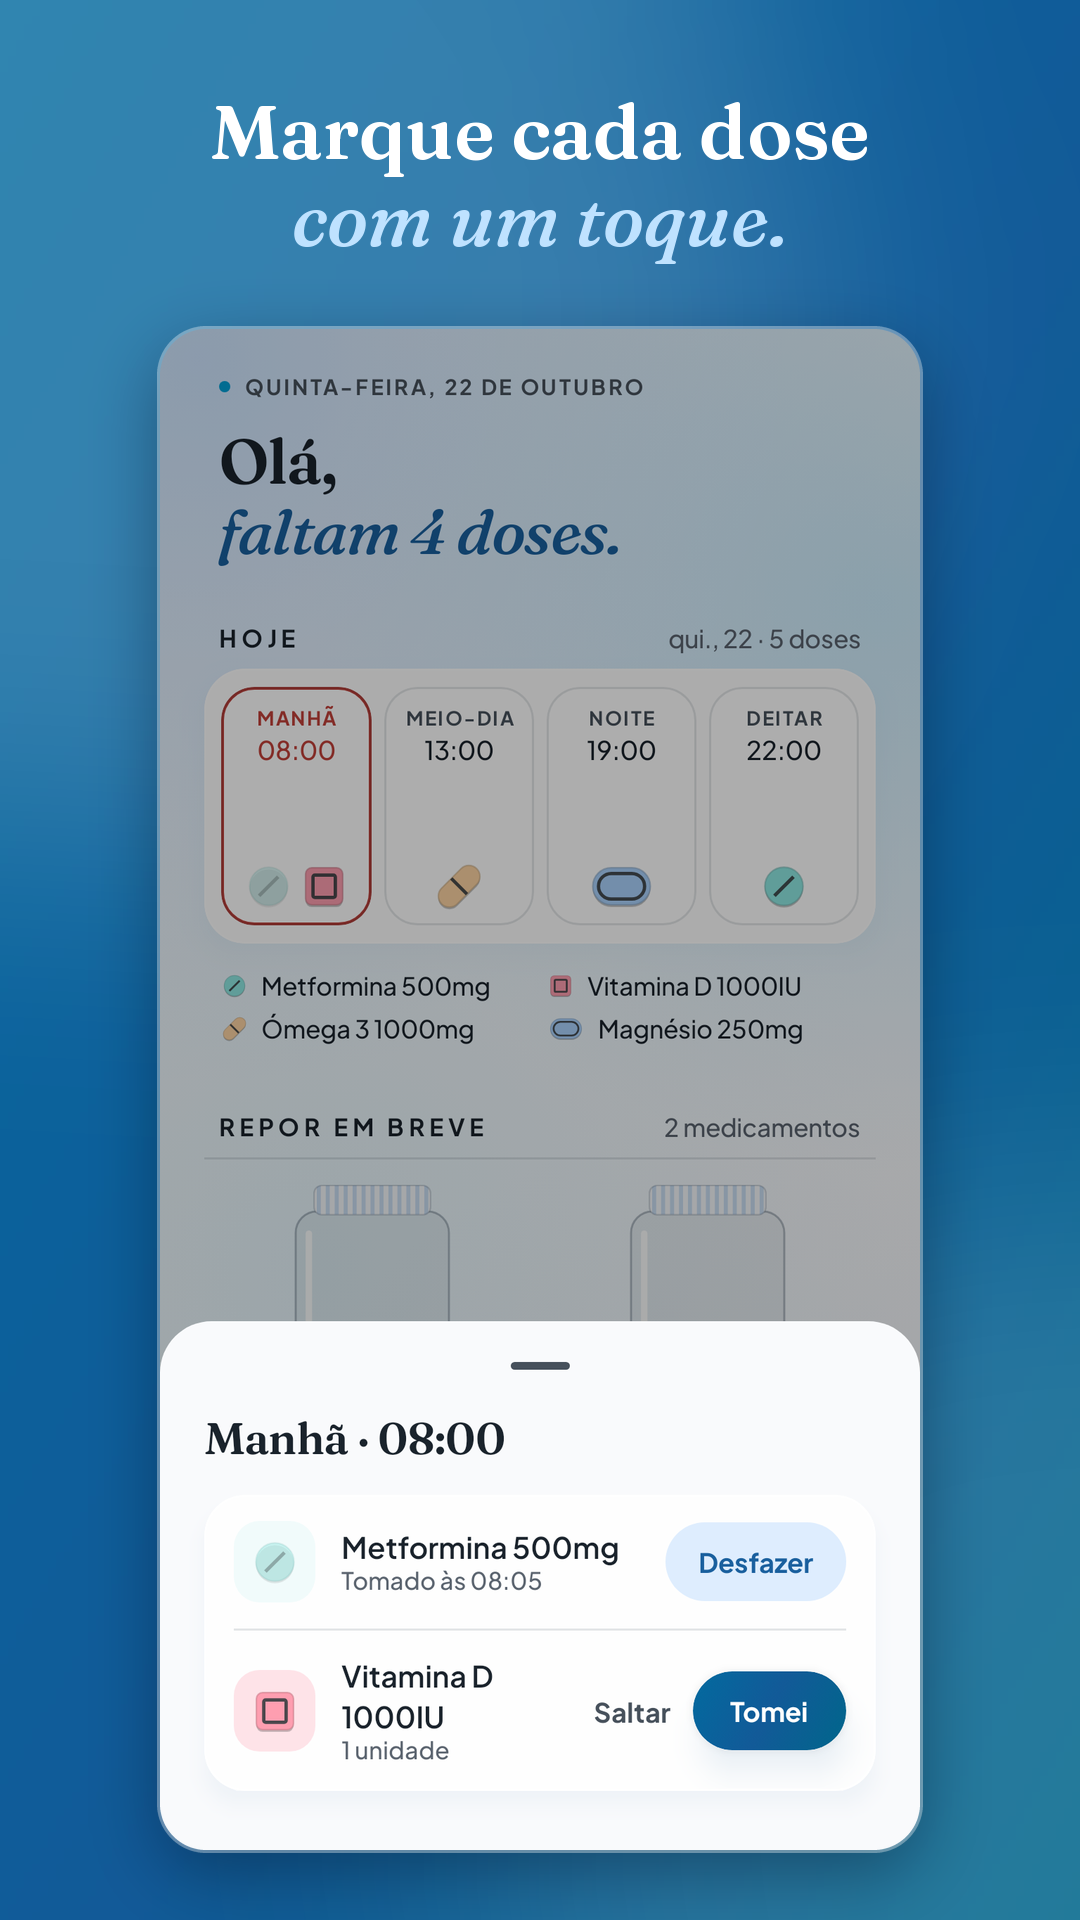 Marque cada dose
com um toque.
QUINTA-FEIRA, 22 DE OUTUBRO
Olá,
faltam 4 doses.
HOJE
qui., 22 · 5 doses
MANHÃ
08:00
MEIO-DIA
13:00
NOITE
19:00
DEITAR
22:00
Metformina 500mg
Vitamina D 1000IU
Ómega 3 1000mg
Magnésio 250mg
REPOR EM BREVE
2 medicamentos
Manhã · 08:00
Metformina 500mg
Tomado às 08:05
Desfazer
Vitamina D
1000IU
1 unidade
Saltar
Tomei